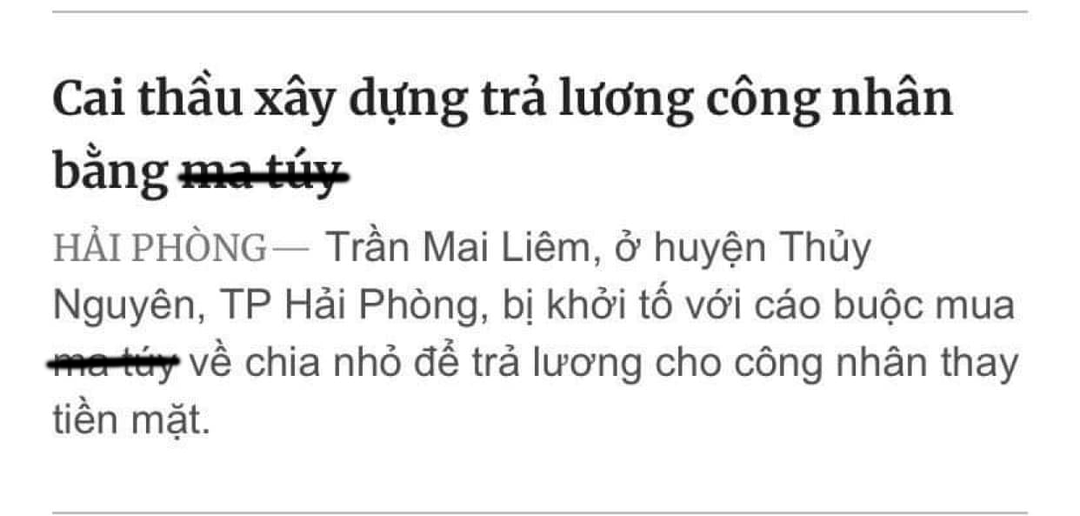 Cai thầu xây dựng trả lương công nhân
bằng ma túy
HẢI PHÒNG— Trần Mai Liêm, ở huyện Thủy
Nguyên, TP Hải Phòng, bị khởi tố với cáo buộc mua
ma túy về chia nhỏ để trả lương cho công nhân thay
tiền mặt.